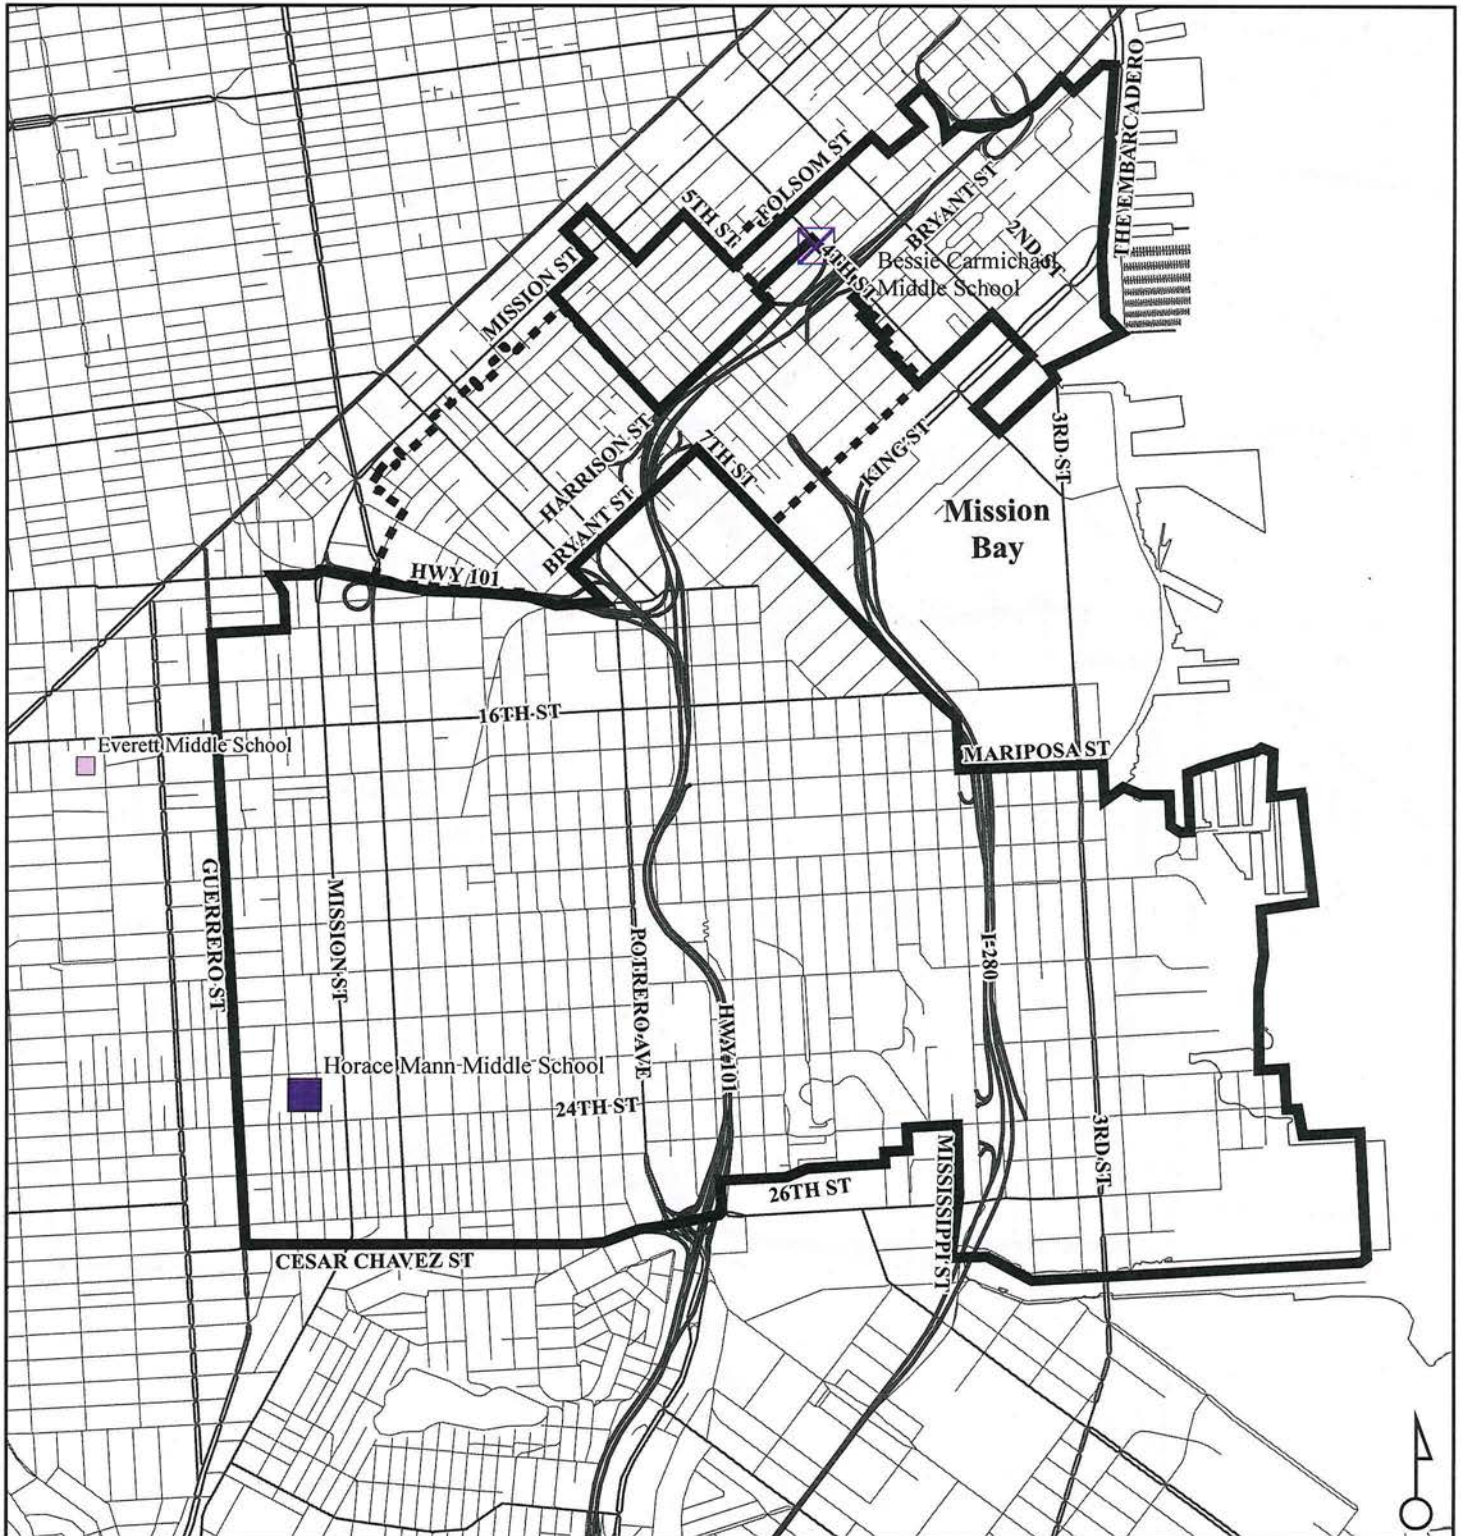 THE EMBARCADERO
FOLSOM ST
5TH ST
BRYANT ST
2ND ST
4TH ST
Bessie Carmichael
Middle School
MISSION ST
HARRISON ST
7TH ST
3RD ST
KING ST
BRYANT ST
Mission
Bay
HWY 101
16TH ST
Everett Middle School
MARIPOSA ST
GUERRERO ST
MISSION ST
POTRERO AVE
I-280
HWY 101
Horace Mann Middle School
24TH ST
3RD ST
MISSISSIPPI ST
26TH ST
CESAR CHAVEZ ST